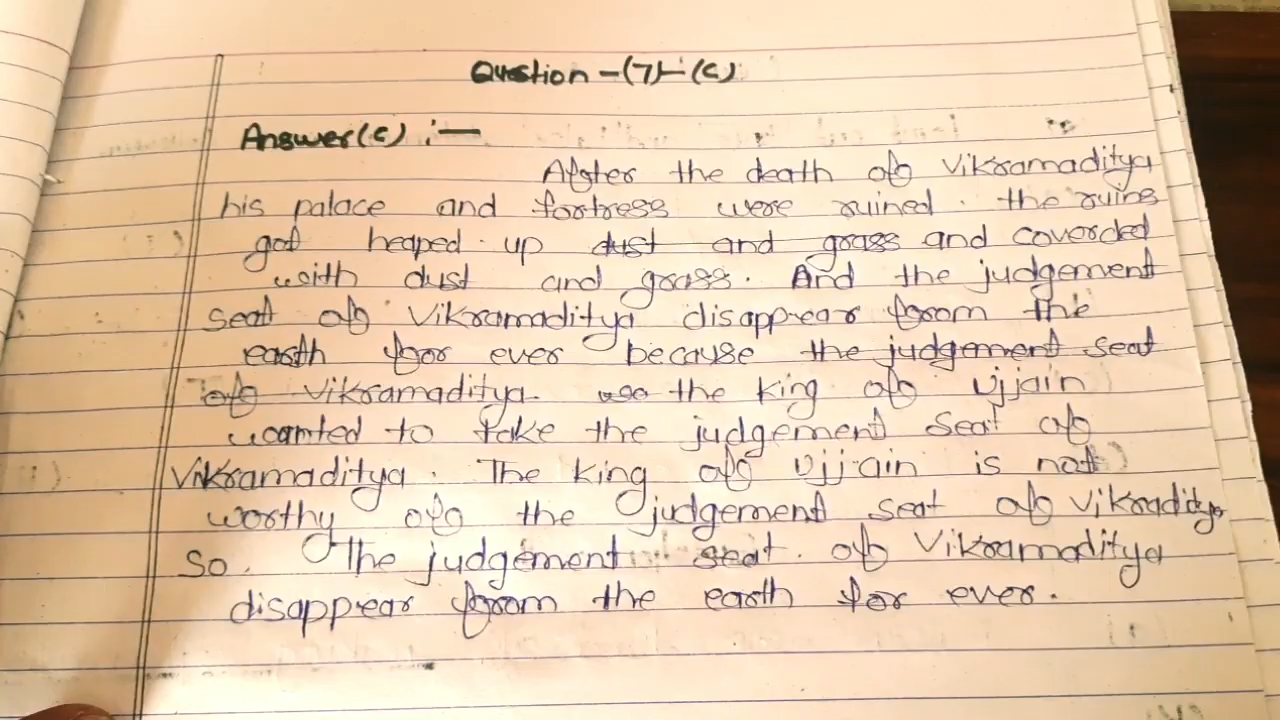 Question -(7)- (c)
Answer(c) :-
After the death of Vikramaditya
his palace and fortress were ruined. the ruins
got heaped up dust and grass and coverded
with dust and grass. And the judgement
seat of Vikramaditya disappear from the
earth for ever because the judgement seat
of Vikramaditya the king of Ujjain
wanted to take the judgement seat of
Vikramaditya. The king of Ujjain is not
worthy of the judgement seat of Vikraditya
So. The judgement seat of Vikramaditya
disappear from the earth for ever.